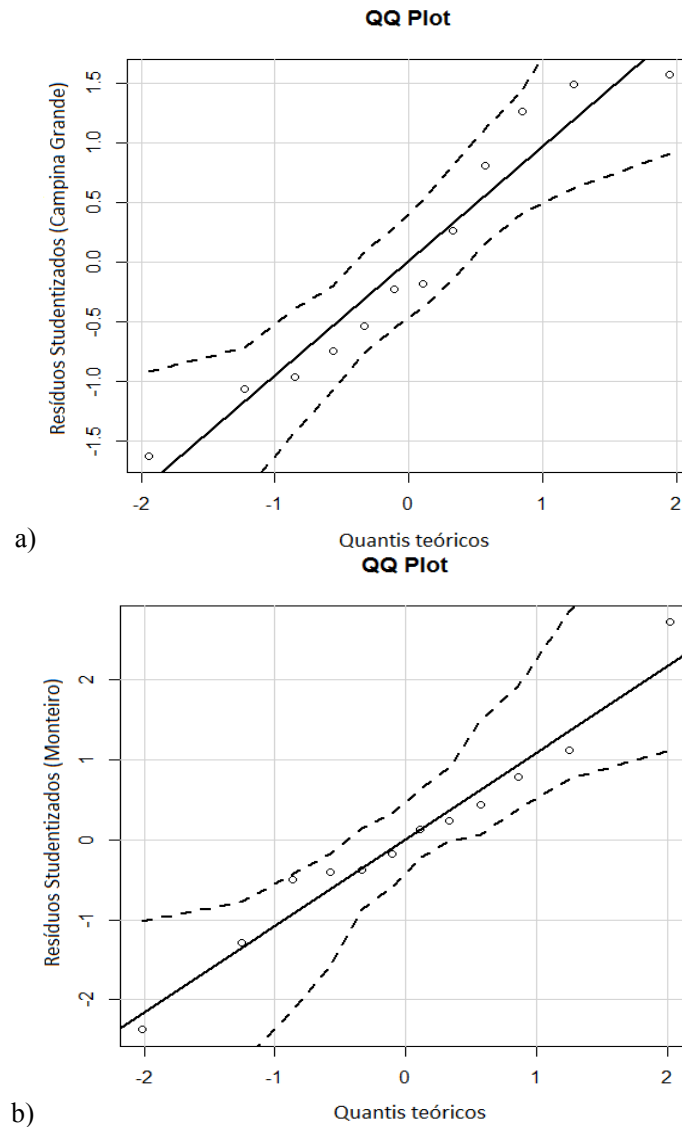 QQ Plot
Resíduos Studentizados (Campina Grande)
1.5
1.0
0.5
0.0
-0.5
-1.0
-1.5
-2
-1
0
1
2
Quantis teóricos
a)
QQ Plot
Resíduos Studentizados (Monteiro)
2
1
0
-1
-2
-2
-1
0
1
2
Quantis teóricos
b)